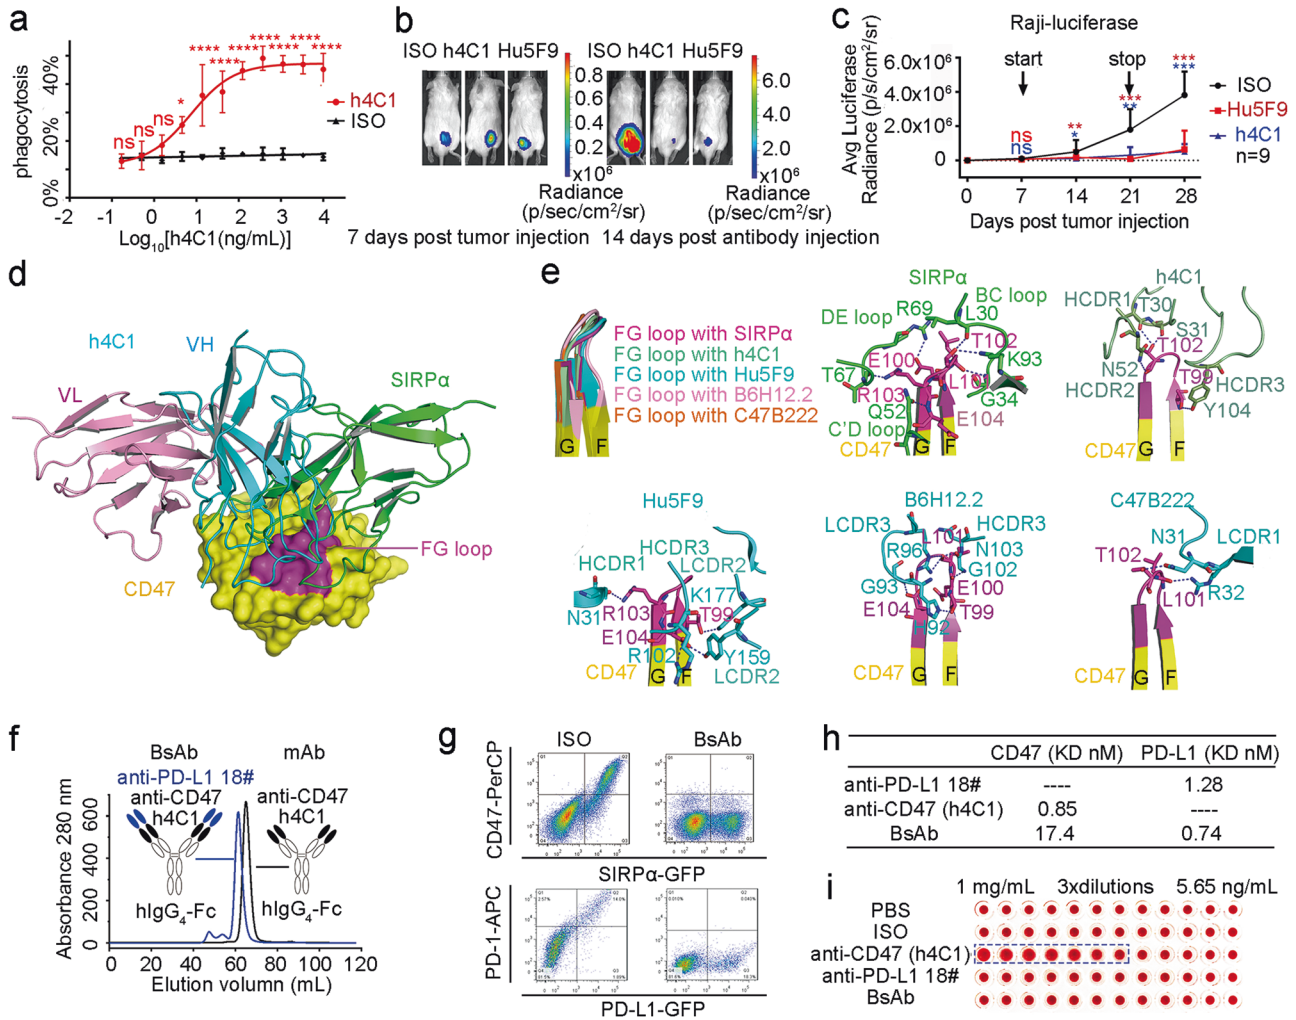 a
phagocytosis
40%
20%
0%
ns
ns
ns
*
****
****
****
****
****
****
****
h4C1
ISO
-2 -1 0 1 2 3 4
Log10[h4C1(ng/mL)]
b
ISO h4C1 Hu5F9
ISO h4C1 Hu5F9
0.8
0.6
0.4
0.2
x10⁶
Radiance
(p/sec/cm²/sr)
6.0
4.0
2.0
x10⁶
Radiance
(p/sec/cm²/sr)
7 days post tumor injection
14 days post antibody injection
c
Raji-luciferase
Avg Luciferase
Radiance (p/s/cm²/sr)
6.0x10⁶
4.0x10⁶
2.0x10⁶
0
start
stop
ns
ns
**
*
***
**
***
***
ISO
Hu5F9
h4C1
n=9
0 7 14 21 28
Days post tumor injection
d
h4C1
VH
VL
SIRPα
FG loop
CD47
e
FG loop with SIRPα
FG loop with h4C1
FG loop with Hu5F9
FG loop with B6H12.2
FG loop with C47B222
G F
SIRPα
R69
BC loop
L30
DE loop
T102
E100
K93
T67
R103
G34
Q52
E104
C'D loop
CD47
G F
h4C1
HCDR1
T30
S31
T102
N52
T99
HCDR2
HCDR3
Y104
CD47
G F
Hu5F9
HCDR3
HCDR1
LCDR2
K177
N31
R103
T99
E104
R102
Y159
CD47
F
LCDR2
B6H12.2
LCDR3
L101
HCDR3
R96
N103
G102
G93
E100
E104
T99
H92
CD47
G F
C47B222
N31
LCDR1
T102
L101
R32
CD47
G F
f
BsAb
mAb
anti-PD-L1 18#
anti-CD47
h4C1
anti-CD47
h4C1
hIgG4-Fc
hIgG4-Fc
Absorbance 280 nm
600
400
200
0
0 20 40 60 80 100 120
Elution volumn (mL)
g
ISO
BsAb
CD47-PerCP
SIRPα-GFP
PD-1-APC
PD-L1-GFP
h
CD47 (KD nM) PD-L1 (KD nM)
anti-PD-L1 18# ---- 1.28
anti-CD47 (h4C1) 0.85 ----
BsAb 17.4 0.74
i
1 mg/mL 3xdilutions 5.65 ng/mL
PBS
ISO
anti-CD47 (h4C1)
anti-PD-L1 18#
BsAb